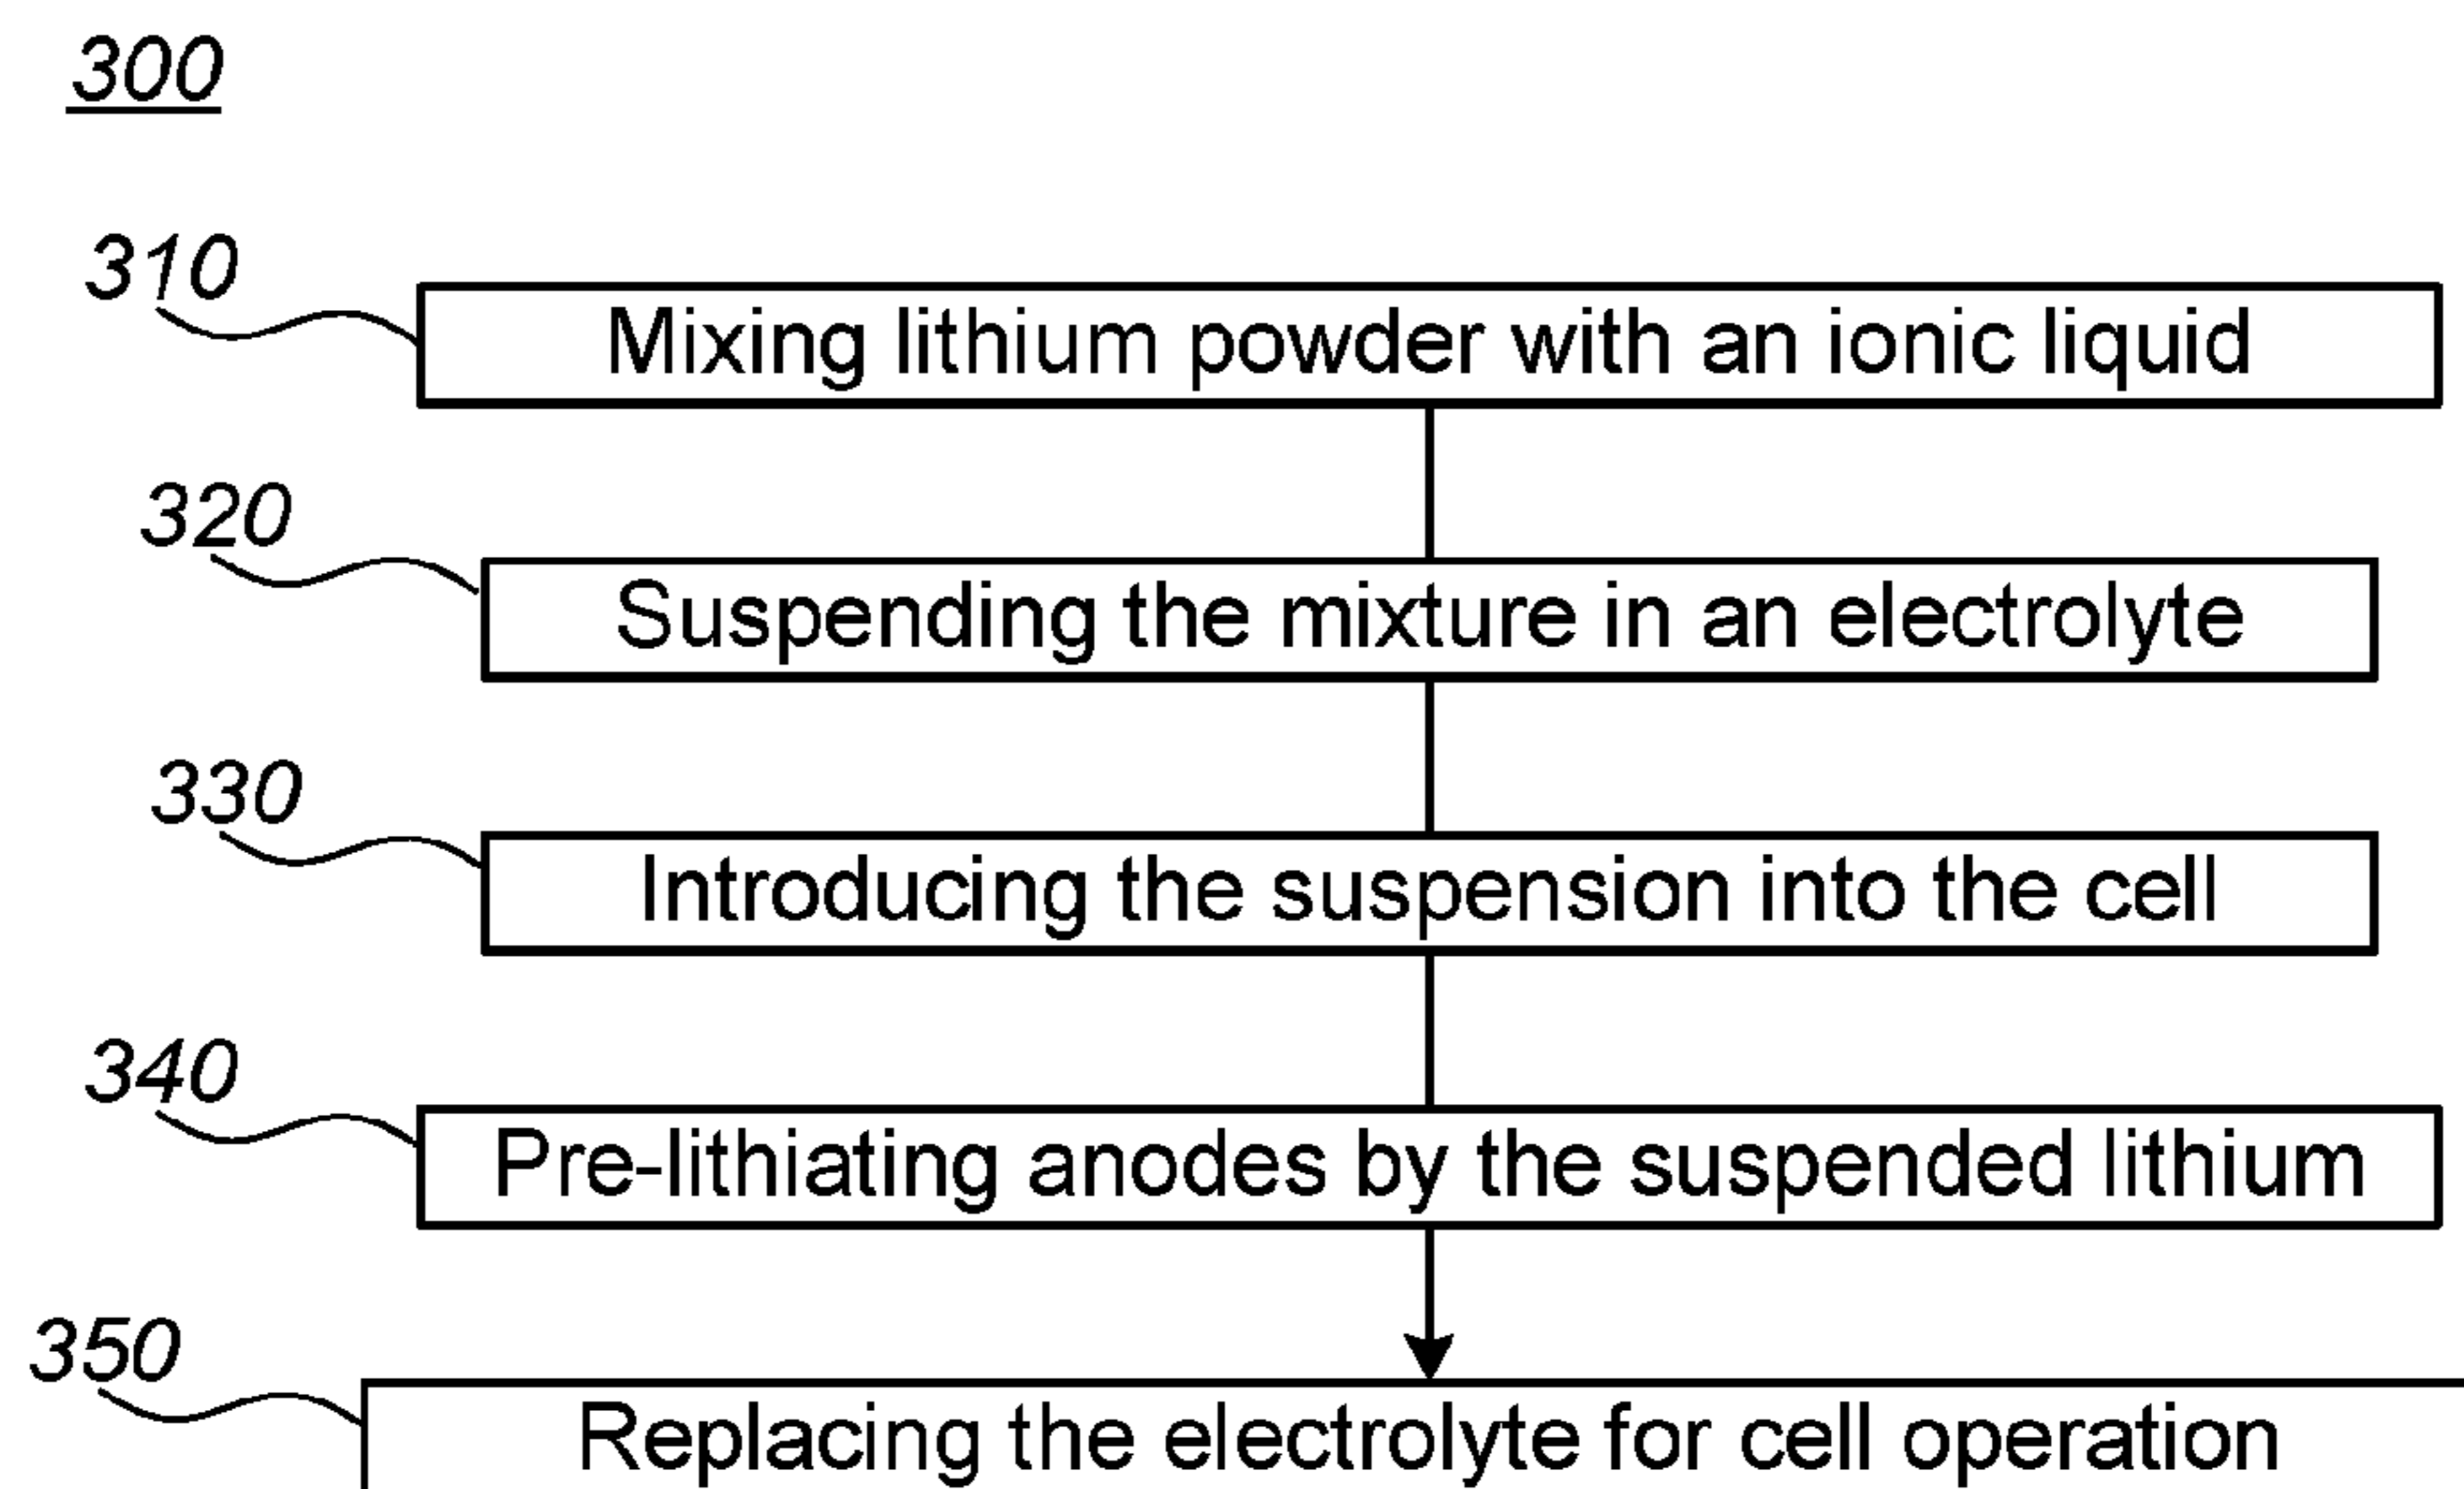 300
310
Mixing lithium powder with an ionic liquid
320
Suspending the mixture in an electrolyte
330
Introducing the suspension into the cell
340
Pre-lithiating anodes by the suspended lithium
350
Replacing the electrolyte for cell operation